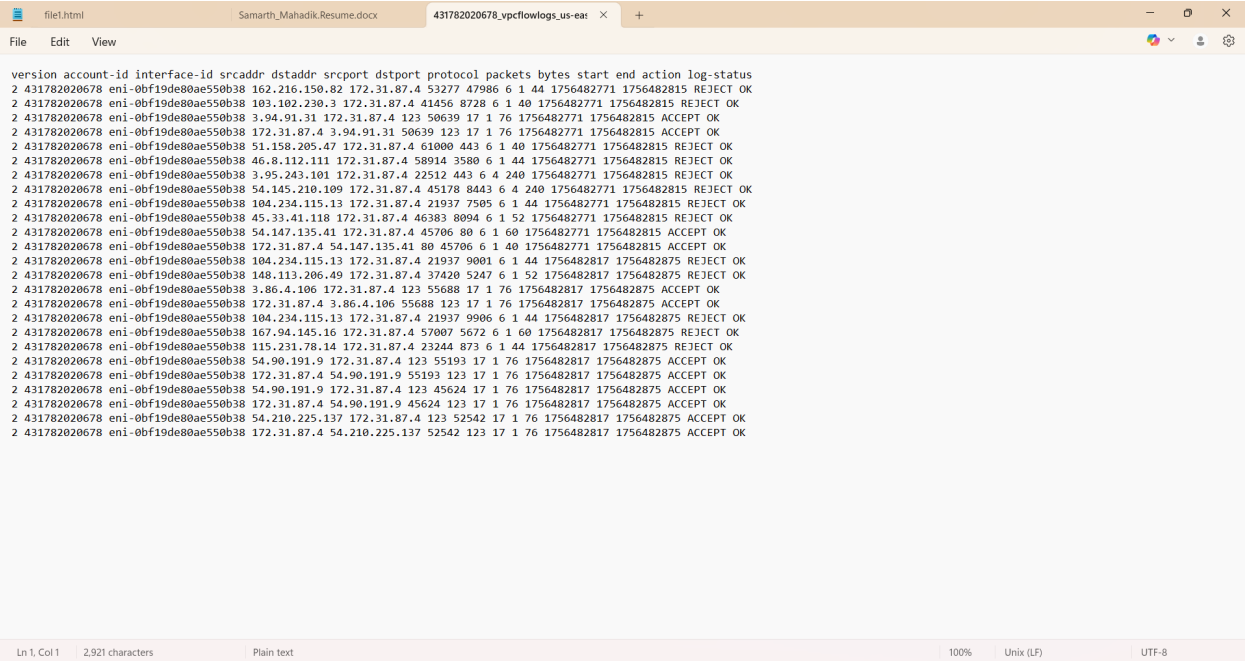 file1.html Samarth_Mahadik.Resume.docx 431782020678_vpcflowlogs_us-eas
File Edit View
version account-id interface-id srcaddr dstaddr srcport dstport protocol packets bytes start end action log-status
2 431782020678 eni-0bf19de80ae550b38 162.216.150.82 172.31.87.4 53277 47986 6 1 44 1756482771 1756482815 REJECT OK
2 431782020678 eni-0bf19de80ae550b38 103.102.230.3 172.31.87.4 41456 8728 6 1 40 1756482771 1756482815 REJECT OK
2 431782020678 eni-0bf19de80ae550b38 3.94.91.31 172.31.87.4 123 50639 17 1 76 1756482771 1756482815 ACCEPT OK
2 431782020678 eni-0bf19de80ae550b38 172.31.87.4 3.94.91.31 50639 123 17 1 76 1756482771 1756482815 ACCEPT OK
2 431782020678 eni-0bf19de80ae550b38 51.158.205.47 172.31.87.4 61000 443 6 1 40 1756482771 1756482815 REJECT OK
2 431782020678 eni-0bf19de80ae550b38 46.8.112.111 172.31.87.4 58914 3580 6 1 44 1756482771 1756482815 REJECT OK
2 431782020678 eni-0bf19de80ae550b38 3.95.243.101 172.31.87.4 22512 443 6 4 240 1756482771 1756482815 REJECT OK
2 431782020678 eni-0bf19de80ae550b38 54.145.210.109 172.31.87.4 45178 8443 6 4 240 1756482771 1756482815 REJECT OK
2 431782020678 eni-0bf19de80ae550b38 104.234.115.13 172.31.87.4 21937 7505 6 1 44 1756482771 1756482815 REJECT OK
2 431782020678 eni-0bf19de80ae550b38 45.33.41.118 172.31.87.4 46383 8094 6 1 52 1756482771 1756482815 REJECT OK
2 431782020678 eni-0bf19de80ae550b38 54.147.135.41 172.31.87.4 45706 80 6 1 60 1756482771 1756482815 ACCEPT OK
2 431782020678 eni-0bf19de80ae550b38 172.31.87.4 54.147.135.41 80 45706 6 1 40 1756482771 1756482815 ACCEPT OK
2 431782020678 eni-0bf19de80ae550b38 104.234.115.13 172.31.87.4 21937 9001 6 1 44 1756482817 1756482875 REJECT OK
2 431782020678 eni-0bf19de80ae550b38 148.113.206.49 172.31.87.4 37420 5247 6 1 52 1756482817 1756482875 REJECT OK
2 431782020678 eni-0bf19de80ae550b38 3.86.4.106 172.31.87.4 123 55688 17 1 76 1756482817 1756482875 ACCEPT OK
2 431782020678 eni-0bf19de80ae550b38 172.31.87.4 3.86.4.106 55688 123 17 1 76 1756482817 1756482875 ACCEPT OK
2 431782020678 eni-0bf19de80ae550b38 104.234.115.13 172.31.87.4 21937 9906 6 1 44 1756482817 1756482875 REJECT OK
2 431782020678 eni-0bf19de80ae550b38 167.94.145.16 172.31.87.4 57007 5672 6 1 60 1756482817 1756482875 REJECT OK
2 431782020678 eni-0bf19de80ae550b38 115.231.78.14 172.31.87.4 23244 873 6 1 44 1756482817 1756482875 REJECT OK
2 431782020678 eni-0bf19de80ae550b38 54.90.191.9 172.31.87.4 123 55193 17 1 76 1756482817 1756482875 ACCEPT OK
2 431782020678 eni-0bf19de80ae550b38 172.31.87.4 54.90.191.9 55193 123 17 1 76 1756482817 1756482875 ACCEPT OK
2 431782020678 eni-0bf19de80ae550b38 54.90.191.9 172.31.87.4 123 45624 17 1 76 1756482817 1756482875 ACCEPT OK
2 431782020678 eni-0bf19de80ae550b38 172.31.87.4 54.90.191.9 45624 123 17 1 76 1756482817 1756482875 ACCEPT OK
2 431782020678 eni-0bf19de80ae550b38 54.210.225.137 172.31.87.4 123 52542 17 1 76 1756482817 1756482875 ACCEPT OK
2 431782020678 eni-0bf19de80ae550b38 172.31.87.4 54.210.225.137 52542 123 17 1 76 1756482817 1756482875 ACCEPT OK
Ln 1, Col 1 2,921 characters Plain text 100% Unix (LF) UTF-8